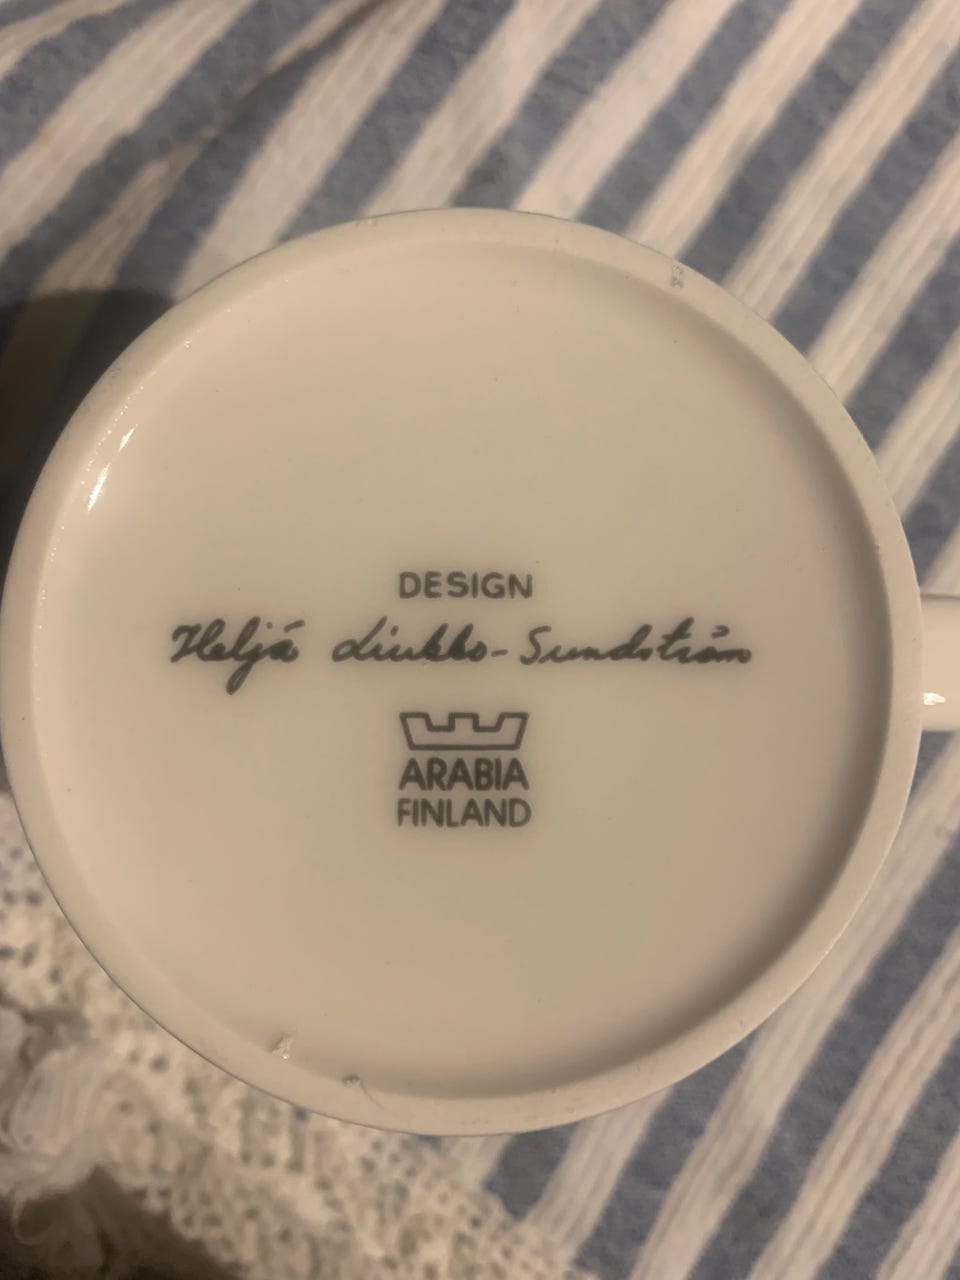 DESIGN
Heljä Liukko-Sundström
ARABIA
FINLAND